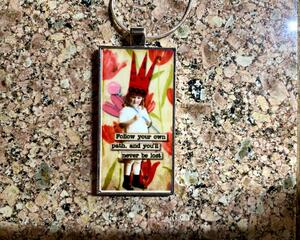 Follow your own
path, and you'll
never be lost.